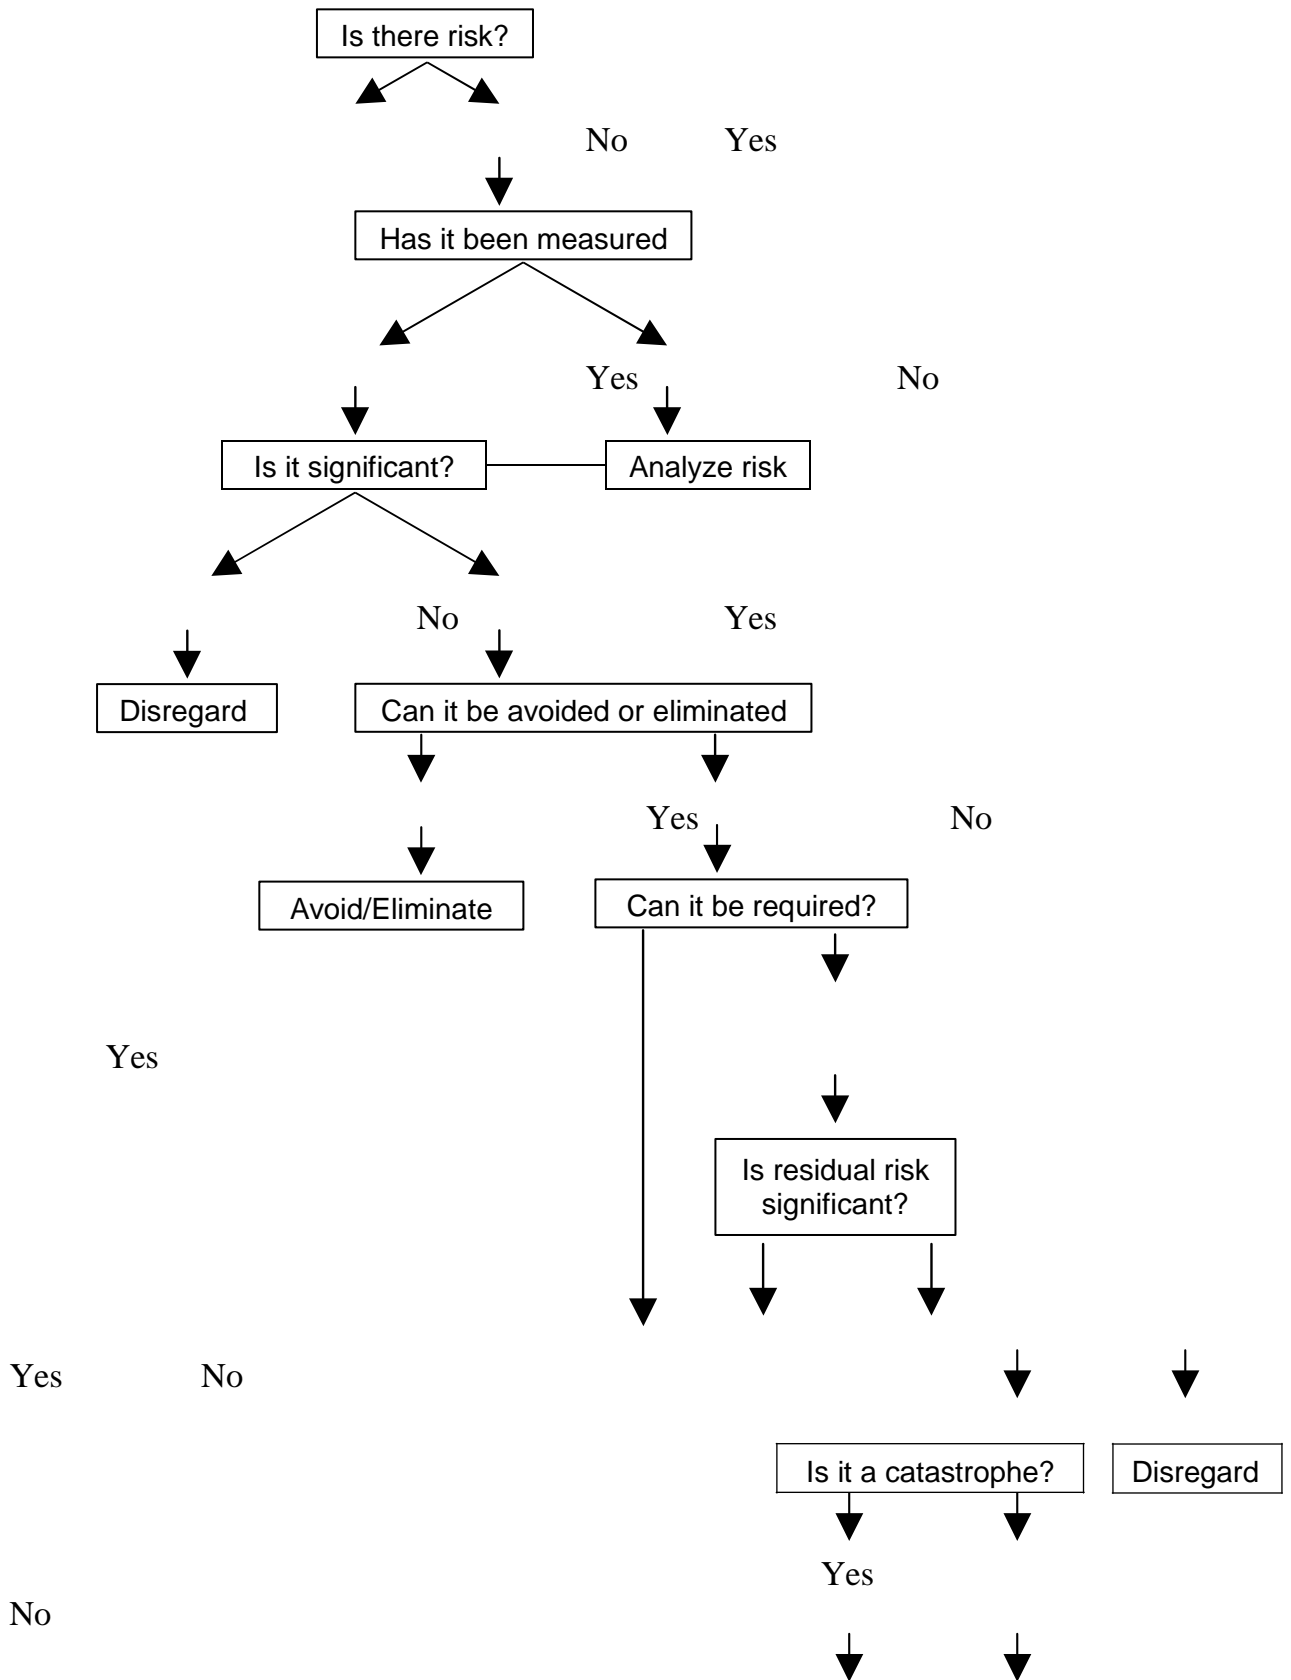 Is there risk?
No Yes
Has it been measured
Yes No
Is it significant? Analyze risk
No Yes
Disregard Can it be avoided or eliminated
Yes No
Avoid/Eliminate Can it be required?
Yes
Is residual risk
significant?
Yes No
Is it a catastrophe? Disregard
Yes
No